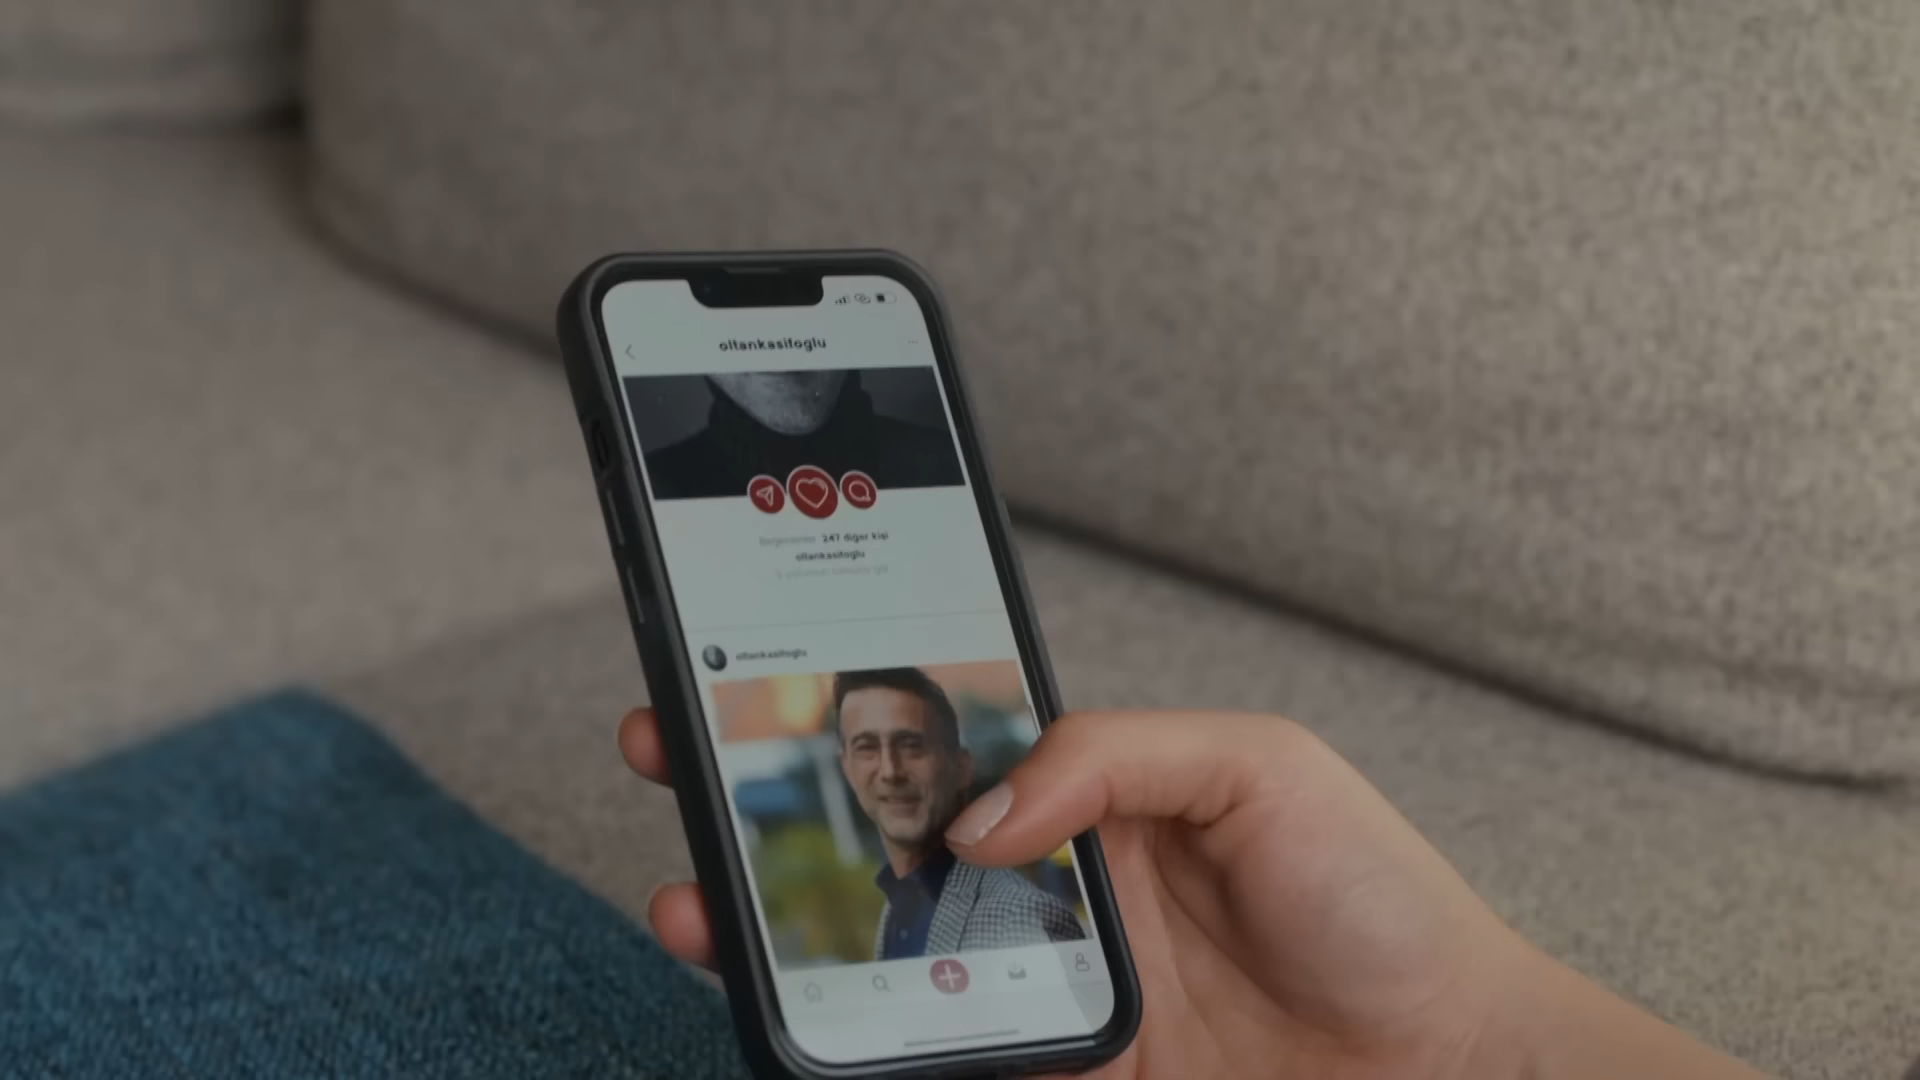 oltankasifoglu
Beğenenler 247 diğer kişi
oltankasifoglu
oltankasifoglu